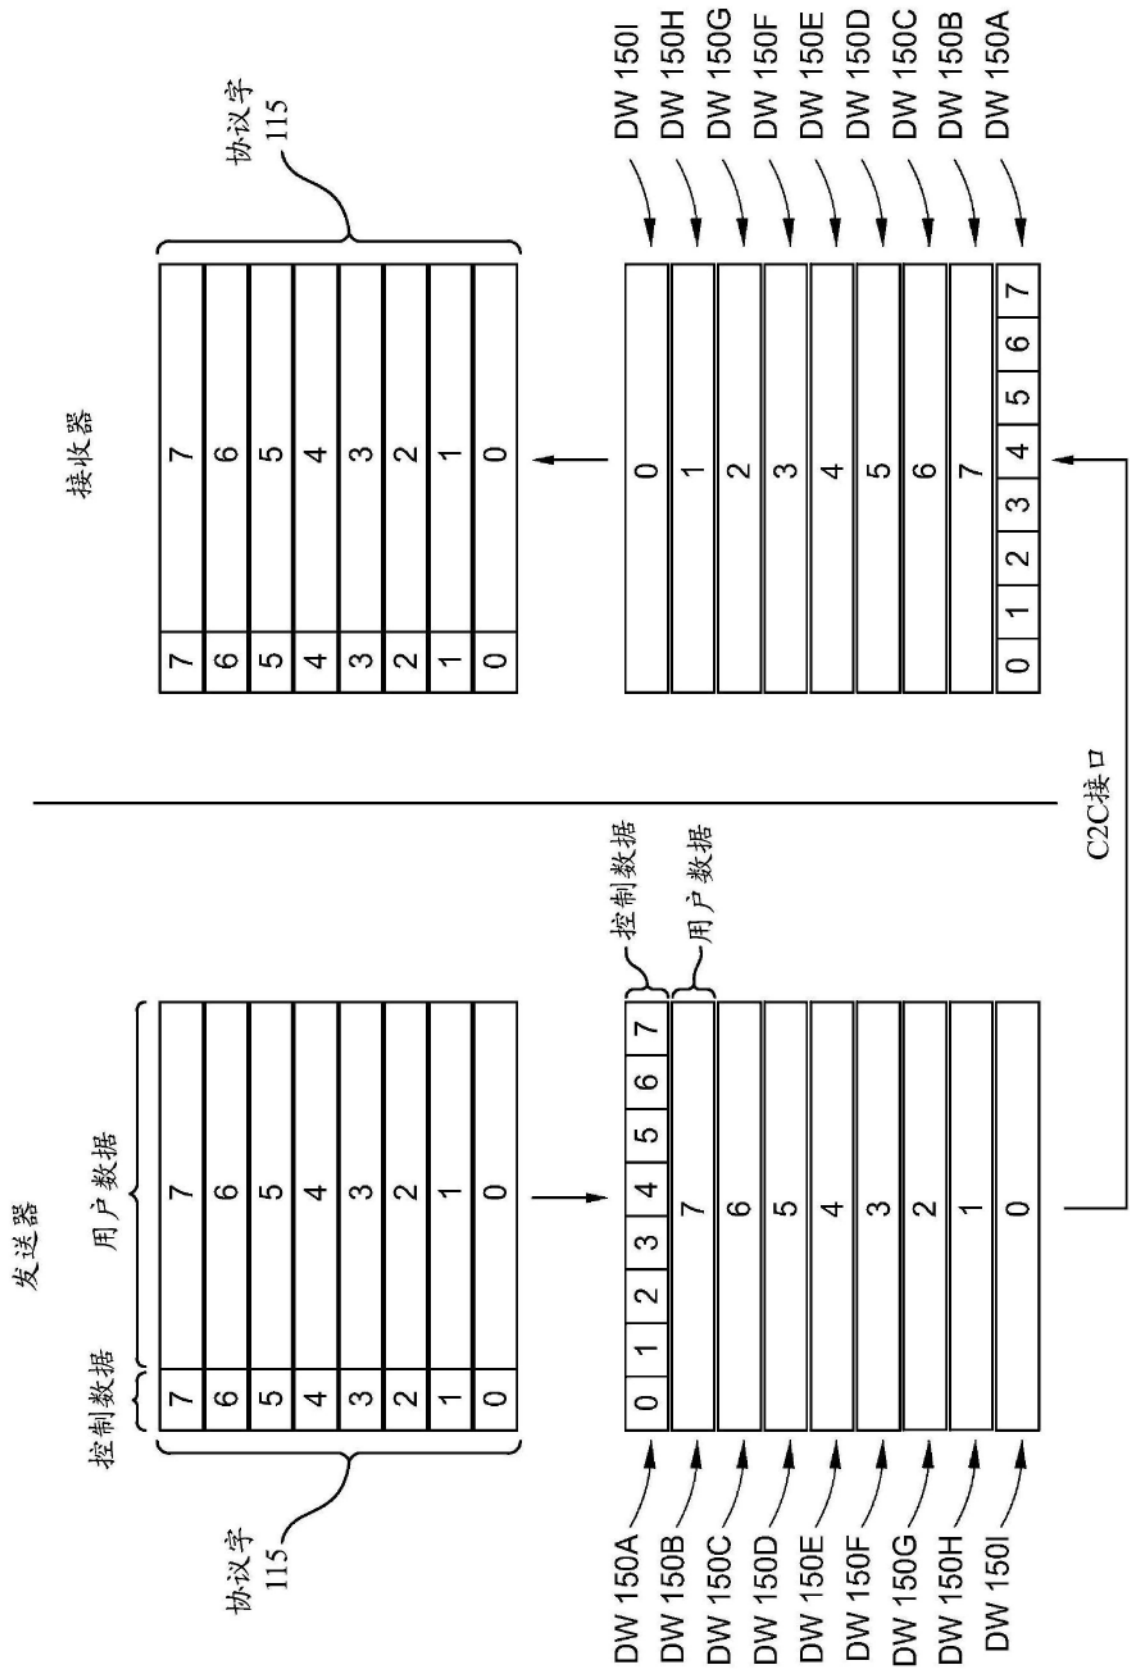 发送器
接收器
控制数据
用户数据
协议字
115
7 7
6 6
5 5
4 4
3 3
2 2
1 1
0 0
协议字
115
7 7
6 6
5 5
4 4
3 3
2 2
1 1
0 0
控制数据
用户数据
DW 150A 0 1 2 3 4 5 6 7
DW 150B 7
DW 150C 6
DW 150D 5
DW 150E 4
DW 150F 3
DW 150G 2
DW 150H 1
DW 150I 0
0 DW 150I
1 DW 150H
2 DW 150G
3 DW 150F
4 DW 150E
5 DW 150D
6 DW 150C
7 DW 150B
0 1 2 3 4 5 6 7 DW 150A
C2C接口